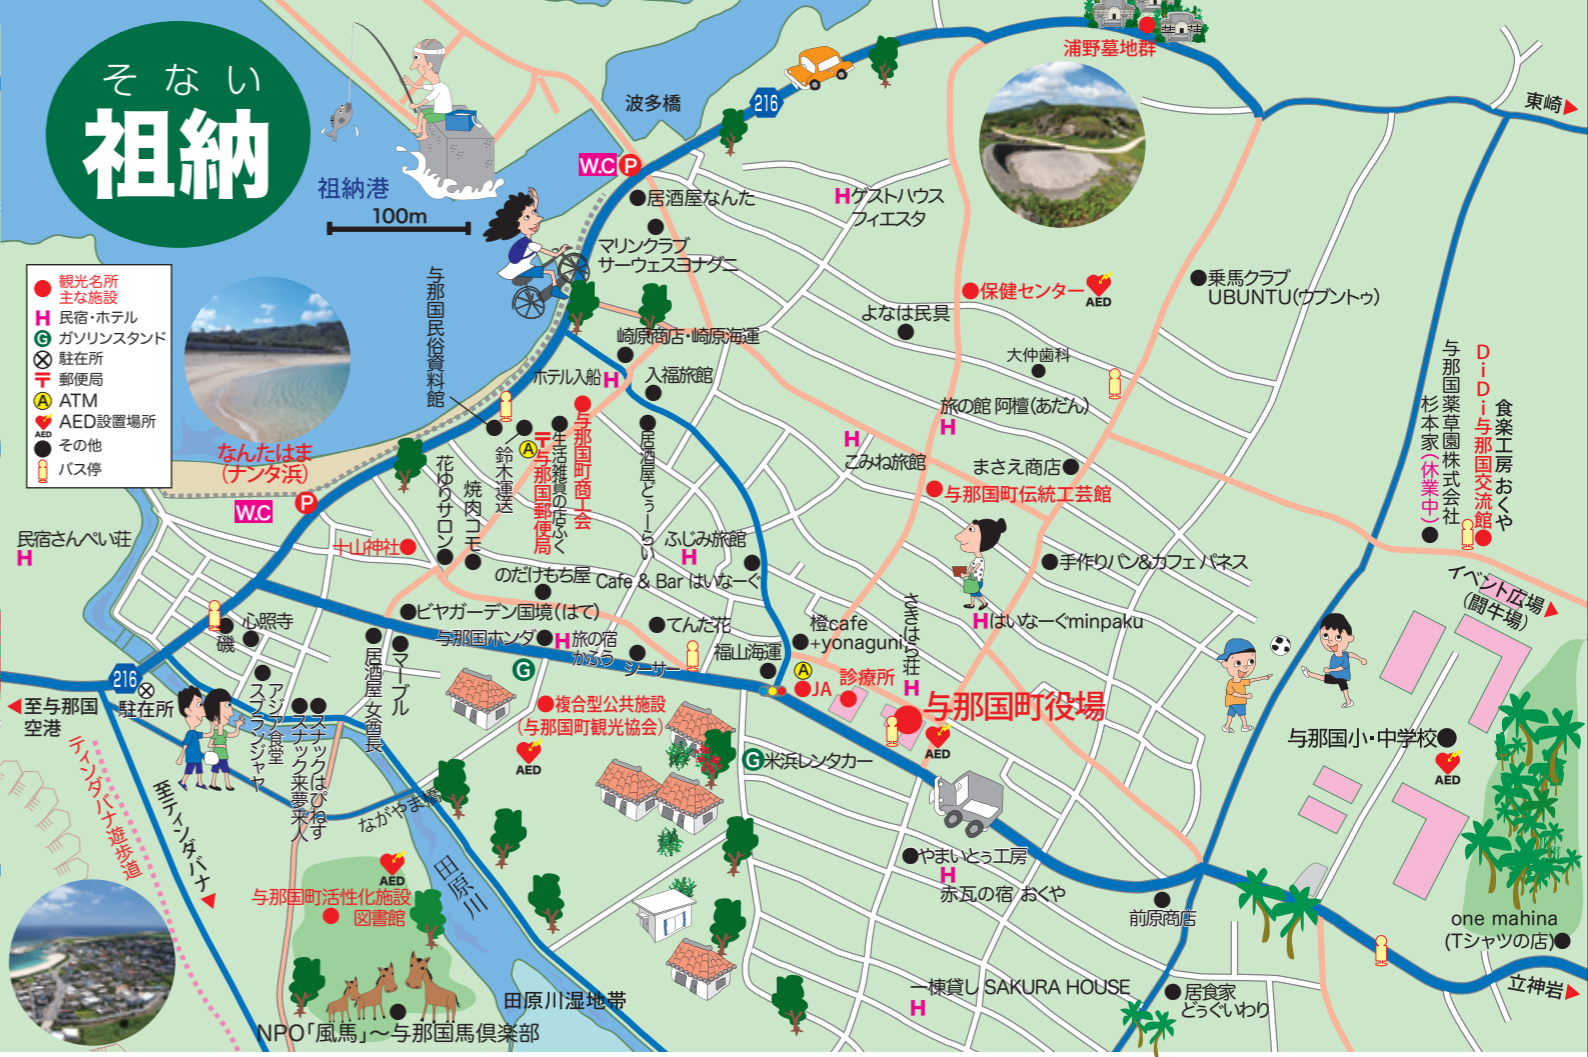 そない
祖納
100m
祖納港
波多橋
216
浦野墓地群
東崎
W.C
P
居酒屋なんた
マリンクラブ
サーウェスヨナグニ
Hゲストハウス
フィエスタ
保健センター
AED
乗馬クラブ
UBUNTU(ウブントゥ)
よなは民具
大仲歯科
観光名所
主な施設
H 民宿・ホテル
G ガソリンスタンド
駐在所
〒 郵便局
A ATM
AED AED設置場所
その他
バス停
なんたはま
(ナンタ浜)
W.C
P
与那国民俗資料館
崎原商店・崎原海運
ホテル入船 H
入福旅館
鈴木運送
A
〒与那国郵便局
生活雑貨の店ふく
与那国町商工会
居酒屋どぅーらい
花ゆりサロン
焼肉コモ
旅の館 阿檀(あだん)
H
H
こみね旅館
まさえ商店
与那国町伝統工芸館
杉本家(休業中)
与那国薬草園株式会社
DiDi与那国交流館
食楽工房 おくや
イベント広場
(闘牛場)
民宿さんぺい荘
H
十山神社
ふじみ旅館
H
のだけもち屋
Cafe & Bar はいなーぐ
手作りパン&カフェ パネス
ビヤガーデン国境(はて)
与那国ホンダ
H旅の宿
かふう
てんだ花
シーサー
福山海運
橙cafe
+yonaguni
さきはら荘
H
Hはいなーぐminpaku
心照寺
磯
G
A
JA
診療所
与那国町役場
AED
216
駐在所
至与那国
空港
アジア食堂
スブランジャヤ
スナック来夢来人
スナックはぴねす
居酒屋 女酋長
マーブル
複合型公共施設
(与那国町観光協会)
AED
G米浜レンタカー
与那国小・中学校
AED
ティンダバナ遊歩道
至ティンダバナ
ながやま橋
田原川
AED
与那国町活性化施設
図書館
やまいとぅ工房
H
赤瓦の宿 おくや
前原商店
one mahina
(Tシャツの店)
立神岩
田原川湿地帯
NPO「風馬」~与那国馬倶楽部
一棟貸し SAKURA HOUSE
H
居食家
どぅぐいわり